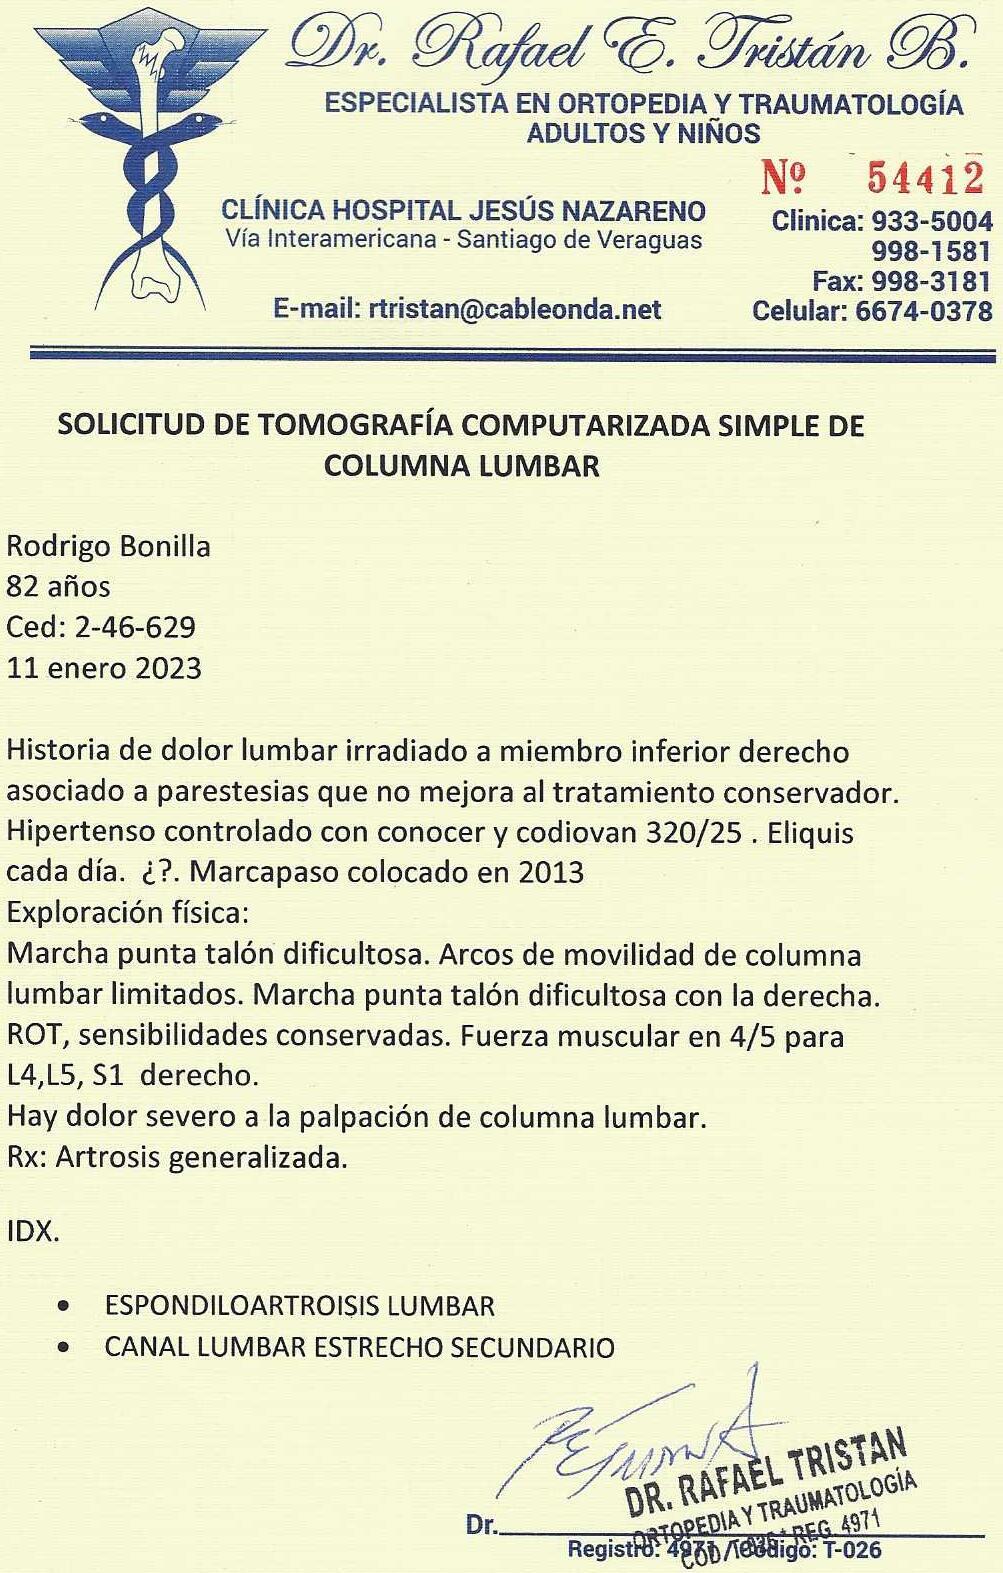 Dr. Rafael E. Tristán B.
ESPECIALISTA EN ORTOPEDIA Y TRAUMATOLOGÍA
ADULTOS Y NIÑOS
Nº 54412
CLÍNICA HOSPITAL JESÚS NAZARENO
Vía Interamericana - Santiago de Veraguas
Clinica: 933-5004
998-1581
Fax: 998-3181
E-mail: rtristan@cableonda.net
Celular: 6674-0378
SOLICITUD DE TOMOGRAFÍA COMPUTARIZADA SIMPLE DE
COLUMNA LUMBAR
Rodrigo Bonilla
82 años
Ced: 2-46-629
11 enero 2023
Historia de dolor lumbar irradiado a miembro inferior derecho
asociado a parestesias que no mejora al tratamiento conservador.
Hipertenso controlado con conocer y codiovan 320/25 . Eliquis
cada día. ¿?. Marcapaso colocado en 2013
Exploración física:
Marcha punta talón dificultosa. Arcos de movilidad de columna
lumbar limitados. Marcha punta talón dificultosa con la derecha.
ROT, sensibilidades conservadas. Fuerza muscular en 4/5 para
L4,L5, S1 derecho.
Hay dolor severo a la palpación de columna lumbar.
Rx: Artrosis generalizada.
IDX.
• ESPONDILOARTROISIS LUMBAR
• CANAL LUMBAR ESTRECHO SECUNDARIO
DR. RAFAEL TRISTAN
ORTOPEDIA Y TRAUMATOLOGÍA
COD REG. 4971
Dr.
Registro: 4971 / Código: T-026